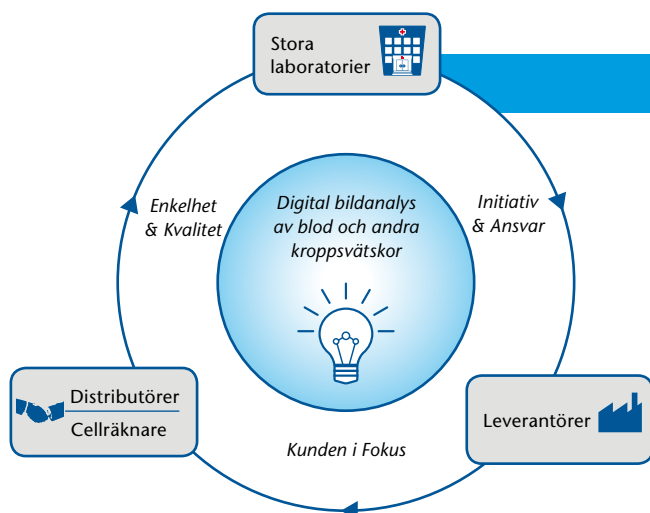 Stora
laboratorier
Enkelhet
& Kvalitet
Digital bildanalys
av blod och andra
kroppsvätskor
Initiativ
& Ansvar
Distributörer
Cellräknare
Leverantörer
Kunden i Fokus